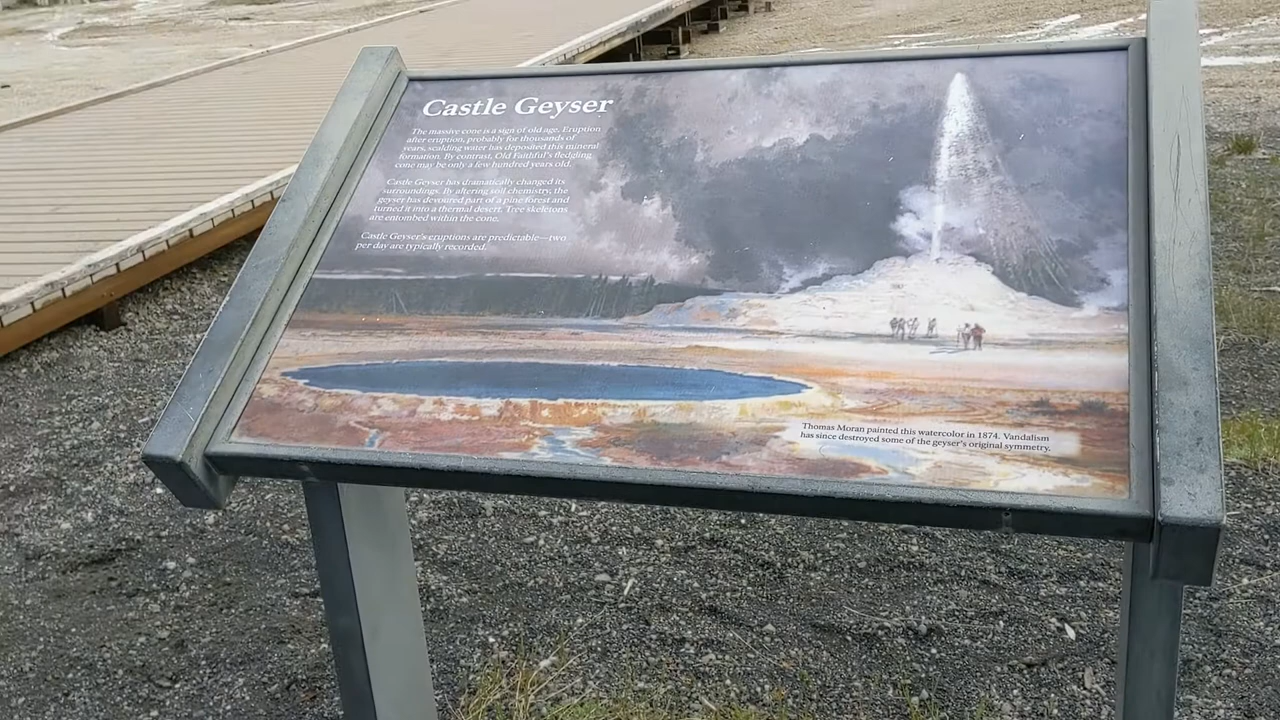 Castle Geyser
The massive cone is a sign of old age. Eruption
after eruption, probably for thousands of
years, scalding water has deposited this mineral
formation. By contrast, Old Faithful's fledgling
cone may be only a few hundred years old.
Castle Geyser has dramatically changed its
surroundings. By altering soil chemistry, the
geyser has devoured part of a pine forest and
turned it into a thermal desert. Tree skeletons
are entombed within the cone.
Castle Geyser's eruptions are predictable—two
per day are typically recorded.
Thomas Moran painted this watercolor in 1874. Vandalism
has since destroyed some of the geyser's original symmetry.